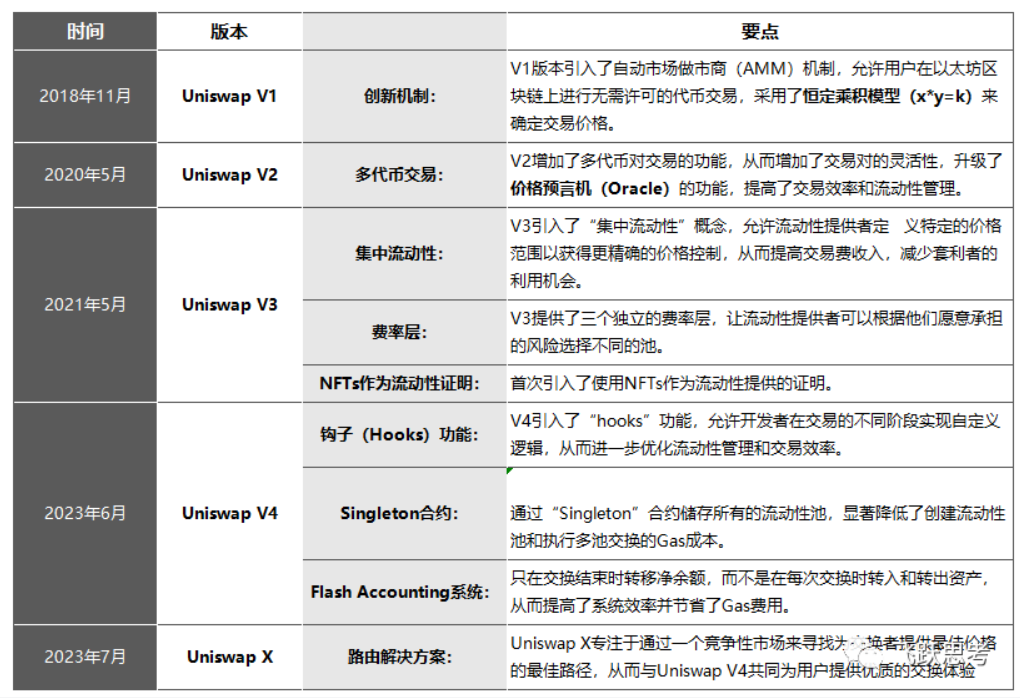 时间 版本 要点
2018年11月
Uniswap V1
创新机制：
V1版本引入了自动市场做市商（AMM）机制，允许用户在以太坊区
块链上进行无需许可的代币交易，采用了恒定乘积模型（x*y=k）来
确定交易价格。
2020年5月
Uniswap V2
多代币交易：
V2增加了多代币对交易的功能，从而增加了交易对的灵活性，升级了
价格预言机（Oracle）的功能，提高了交易效率和流动性管理。
2021年5月
Uniswap V3
集中流动性：
V3引入了“集中流动性”概念，允许流动性提供者定 义特定的价格
范围以获得更精确的价格控制，从而提高交易费收入，减少套利者的
利用机会。
费率层：
V3提供了三个独立的费率层，让流动性提供者可以根据他们愿意承担
的风险选择不同的池。
NFTs作为流动性证明：
首次引入了使用NFTs作为流动性提供的证明。
2023年6月
Uniswap V4
钩子（Hooks）功能：
V4引入了“hooks”功能，允许开发者在交易的不同阶段实现自定义
逻辑，从而进一步优化流动性管理和交易效率。
Singleton合约：
通过“Singleton”合约储存所有的流动性池，显著降低了创建流动性
池和执行多池交换的Gas成本。
Flash Accounting系统：
只在交换结束时转移净余额，而不是在每次交换时转入和转出资产，
从而提高了系统效率并节省了Gas费用。
2023年7月
Uniswap X
路由解决方案：
Uniswap X专注于通过一个竞争性市场来寻找为交换者提供最佳价格
的最佳路径，从而与Uniswap V4共同为用户提供优质的交换体验
跃思考